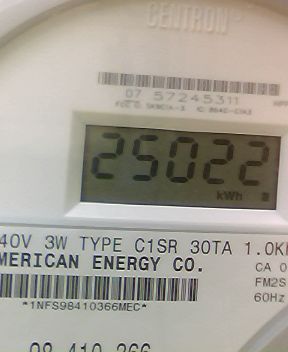 CENTRON®
07 57245311
25022
kWh
40V 3W TYPE C1SR 30TA 1.0K
MERICAN ENERGY CO.
CA 0
FM2S
60Hz
*1NFS98410366MEC*